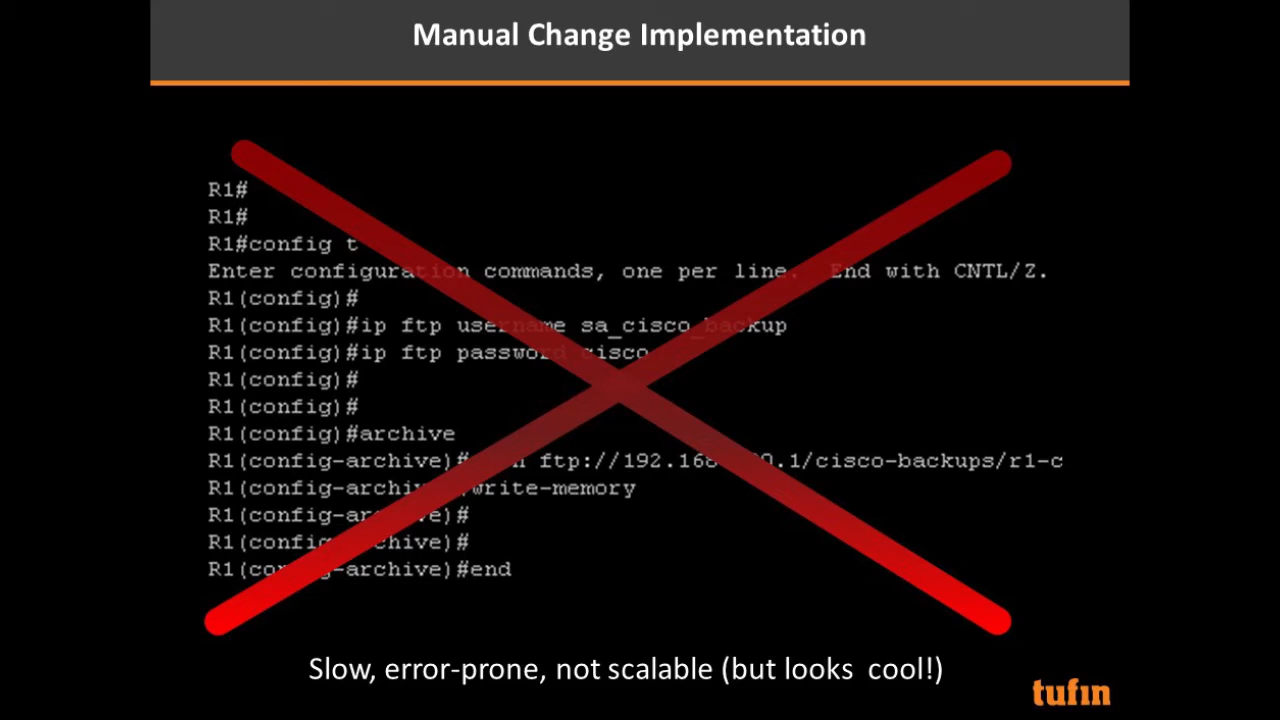 Manual Change Implementation
R1#
R1#
R1#config t
Enter configuration commands, one per line. End with CNTL/Z.
R1(config)#
R1(config)#ip ftp username sa_cisco_backup
R1(config)#ip ftp password cisco
R1(config)#
R1(config)#
R1(config)#archive
R1(config-archive)# ftp://192.168 .1/cisco-backups/r1-c
R1(config-archive) write-memory
R1(config-archive)#
R1(config-archive)#
R1(config-archive)#end
Slow, error-prone, not scalable (but looks cool!)
tufin